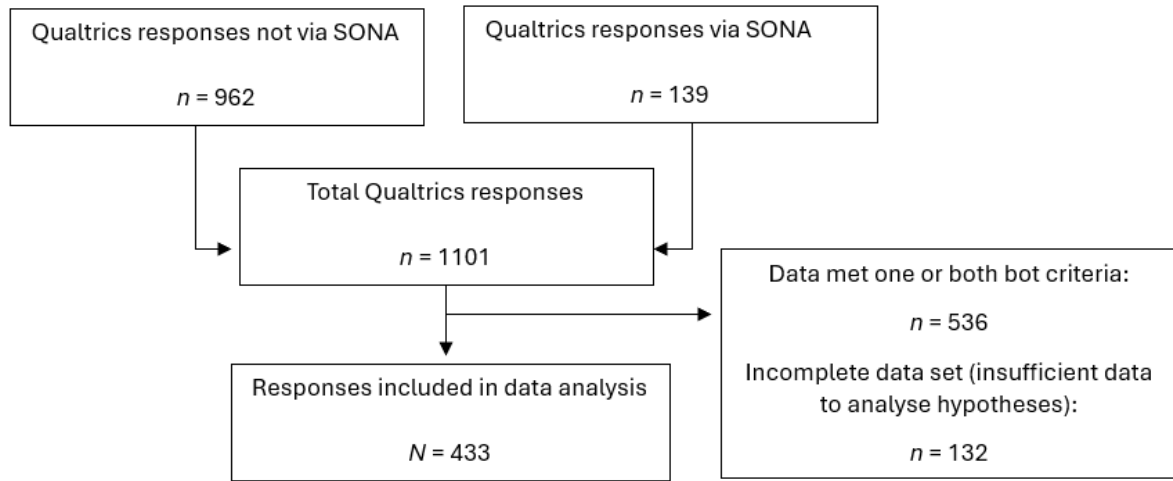 Qualtrics responses not via SONA
n = 962
Qualtrics responses via SONA
n = 139
Total Qualtrics responses
n = 1101
Data met one or both bot criteria:
n = 536
Incomplete data set (insufficient data
to analyse hypotheses):
n = 132
Responses included in data analysis
N = 433